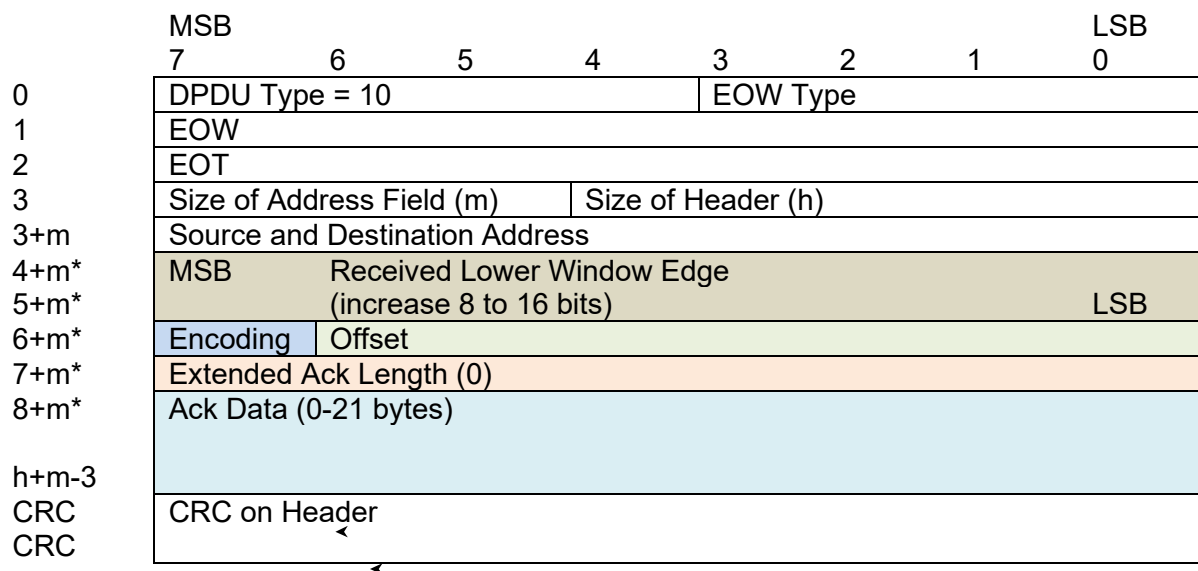 MSB LSB
7 6 5 4 3 2 1 0
0 DPDU Type = 10 EOW Type
1 EOW
2 EOT
3 Size of Address Field (m) Size of Header (h)
3+m Source and Destination Address
4+m* MSB Received Lower Window Edge
5+m* (increase 8 to 16 bits) LSB
6+m* Encoding Offset
7+m* Extended Ack Length (0)
8+m* Ack Data (0-21 bytes)
h+m-3
CRC CRC on Header
CRC